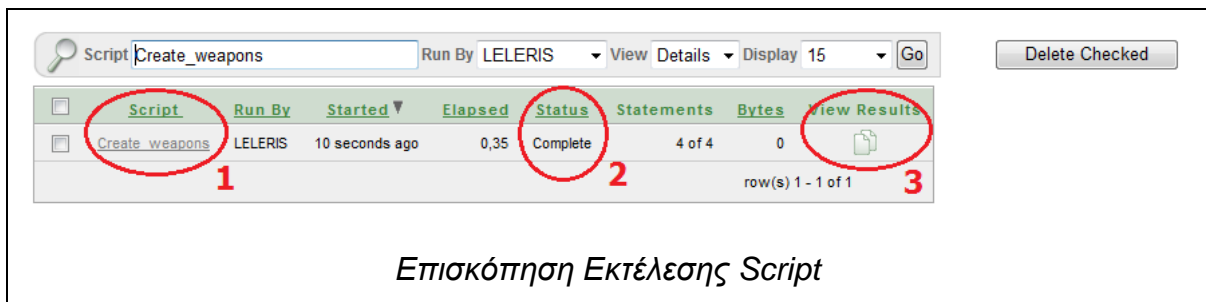 Script Create_weapons Run By LELERIS View Details Display 15 Go Delete Checked
Script Run By Started Elapsed Status Statements Bytes View Results
Create_weapons LELERIS 10 seconds ago 0,35 Complete 4 of 4 0
row(s) 1 - 1 of 1
1 2 3
Επισκόπηση Εκτέλεσης Script